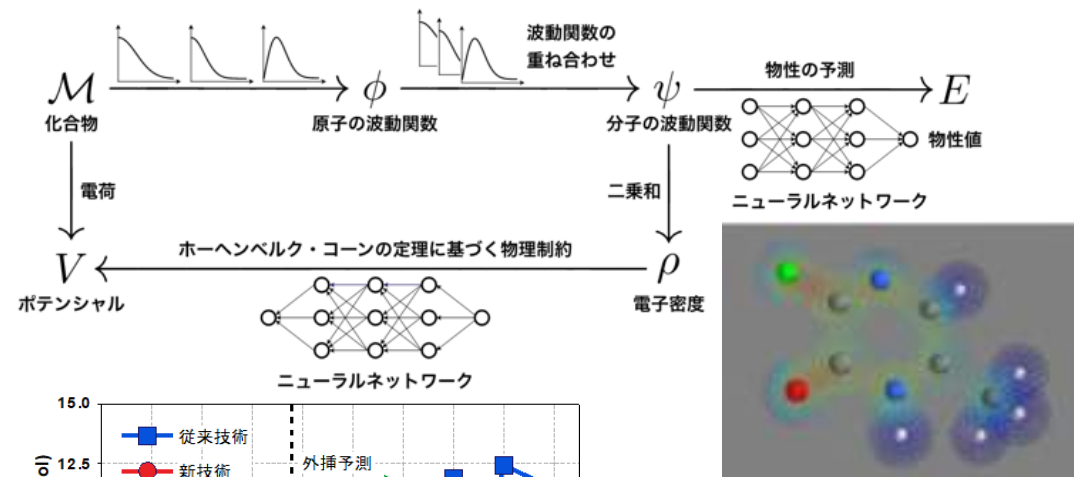 波動関数の
重ね合わせ
物性の予測
M
ϕ
ψ
E
化合物
原子の波動関数
分子の波動関数
物性値
電荷
二乗和
ニューラルネットワーク
ホーヘンベルク・コーンの定理に基づく物理制約
V
ρ
ポテンシャル
電子密度
ニューラルネットワーク
15.0
従来技術
外挿予測
12.5
新技術
ol)